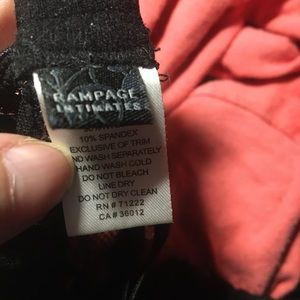 RAMPAGE
INTIMATES
10% SPANDEX
EXCLUSIVE OF TRIM
ND WASH SEPARATELY
HAND WASH COLD
DO NOT BLEACH
LINE DRY
DO NOT DRY CLEAN
RN # 71222
CA # 36012